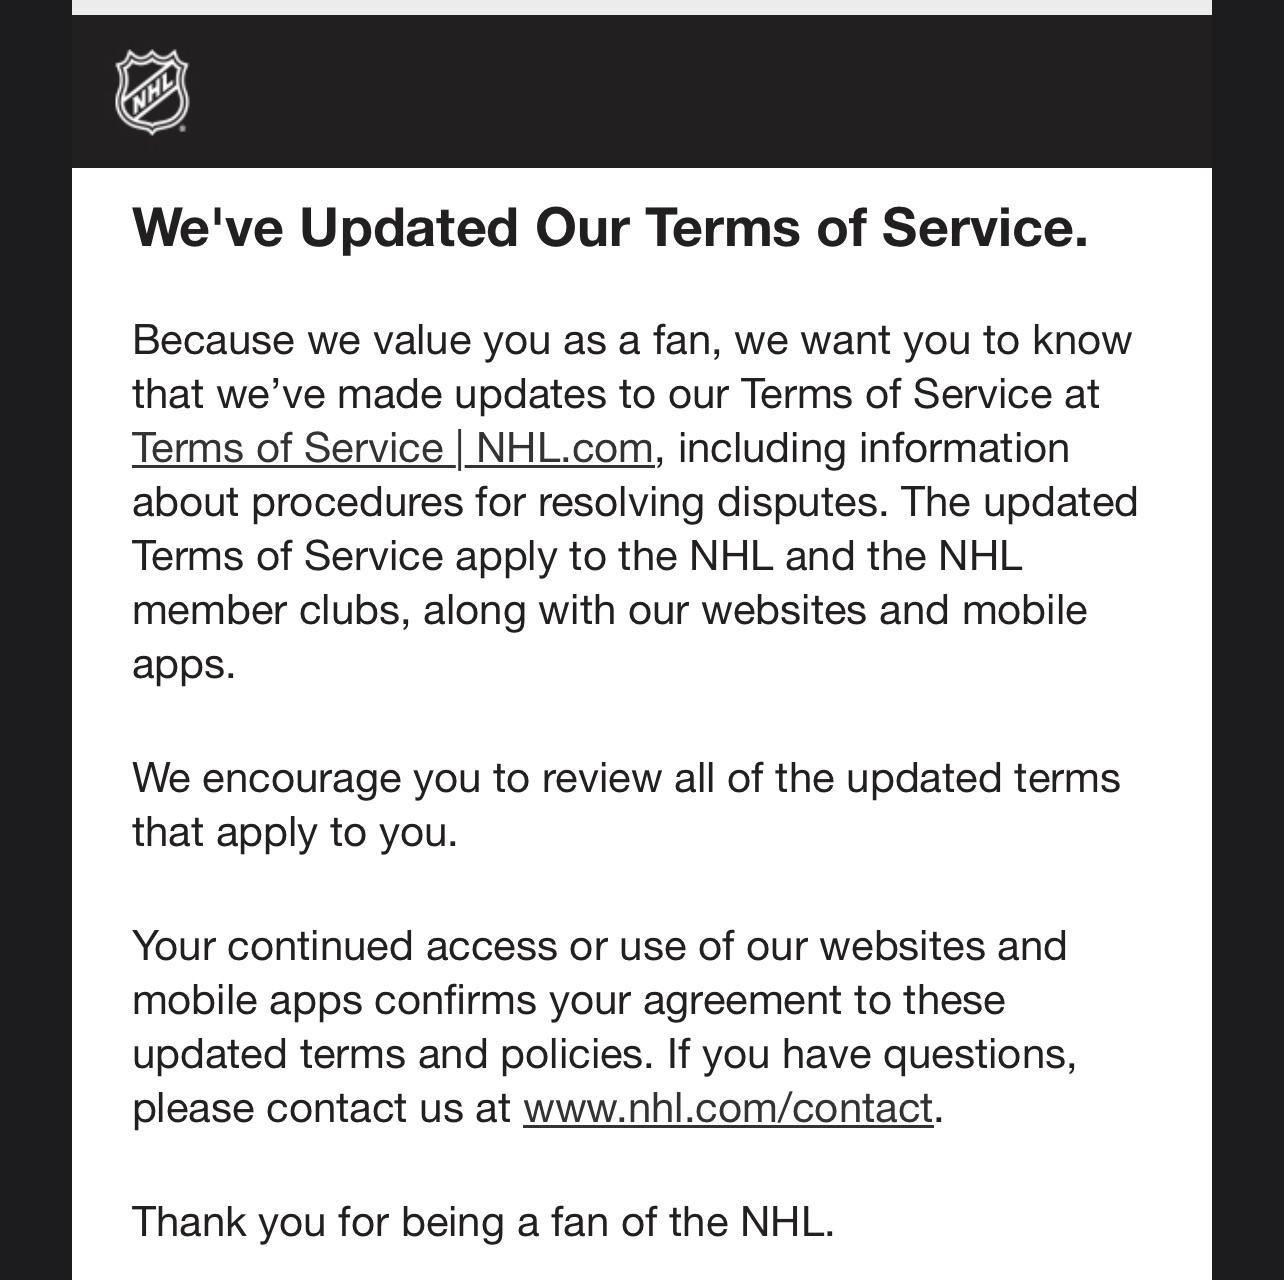 NHL
We've Updated Our Terms of Service.
Because we value you as a fan, we want you to know
that we’ve made updates to our Terms of Service at
Terms of Service | NHL.com, including information
about procedures for resolving disputes. The updated
Terms of Service apply to the NHL and the NHL
member clubs, along with our websites and mobile
apps.
We encourage you to review all of the updated terms
that apply to you.
Your continued access or use of our websites and
mobile apps confirms your agreement to these
updated terms and policies. If you have questions,
please contact us at www.nhl.com/contact.
Thank you for being a fan of the NHL.